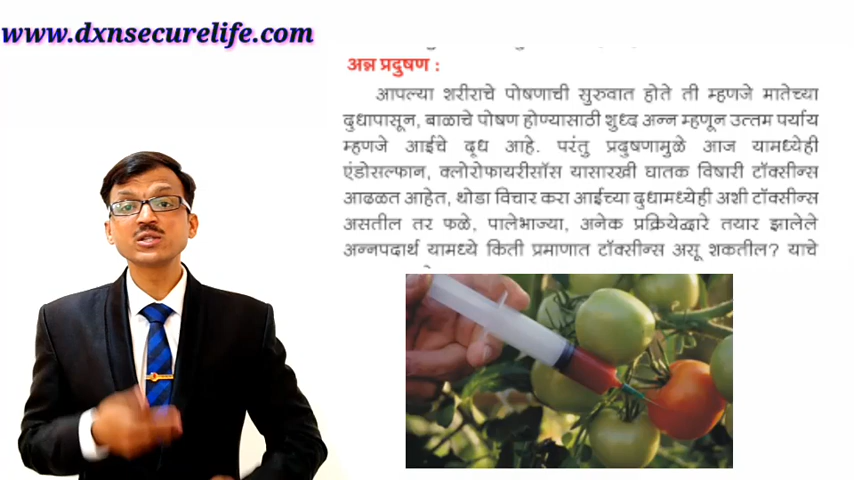 www.dxnsecurelife.com
अन्न प्रदुषण :
आपल्या शरीराचे पोषणाची सुरुवात होते ती म्हणजे मातेच्या
दुधापासून, बाळाचे पोषण होण्यासाठी शुध्द अन्न म्हणून उत्तम पर्याय
म्हणजे आईचे दूध आहे. परंतु प्रदुषणामुळे आज यामध्येही
एंडोसल्फान, क्लोरोफायरीसॉस यासारखी घातक विषारी टॉक्सीन्स
आढळत आहेत, थोडा विचार करा आईच्या दुधामध्येही अशी टॉक्सीन्स
असतील तर फळे, पालेभाज्या, अनेक प्रक्रियेद्वारे तयार झालेले
अन्नपदार्थ यामध्ये किती प्रमाणात टॉक्सीन्स असू शकतील? याचे